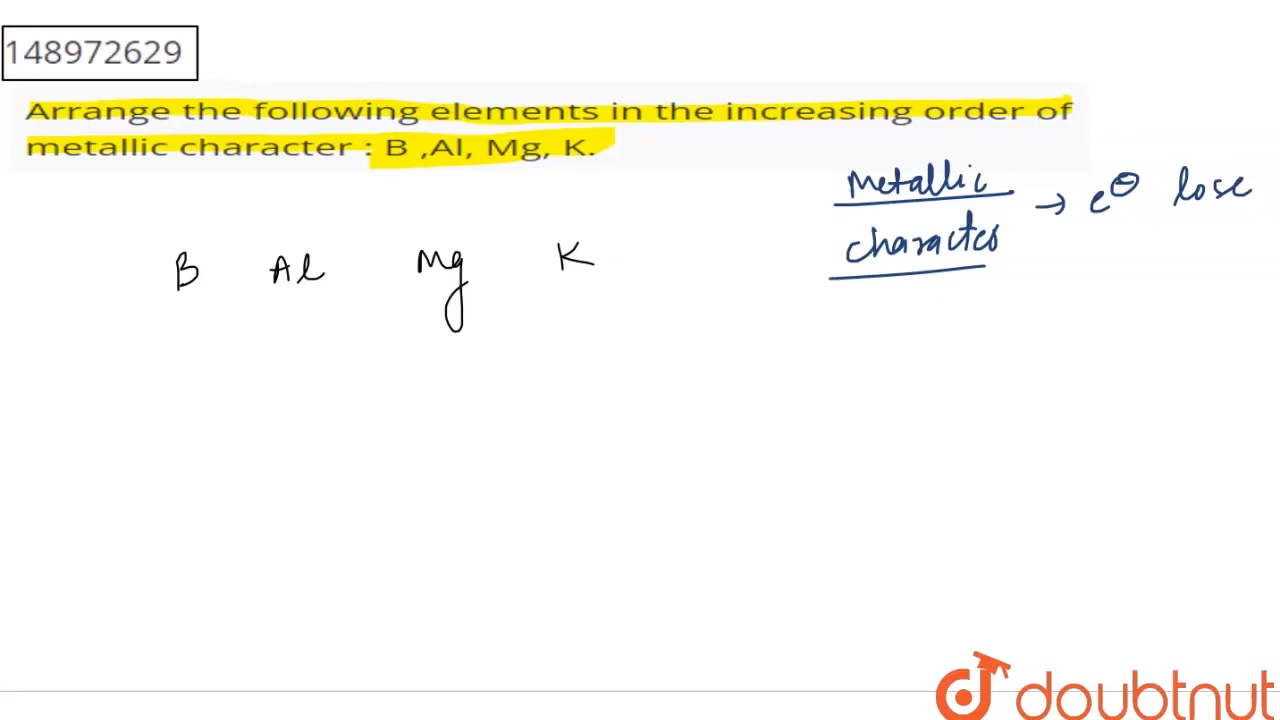 148972629
Arrange the following elements in the increasing order of
metallic character : B ,Al, Mg, K.
Metallic
character → e⊖ lose
B Al Mg K
doubtnut